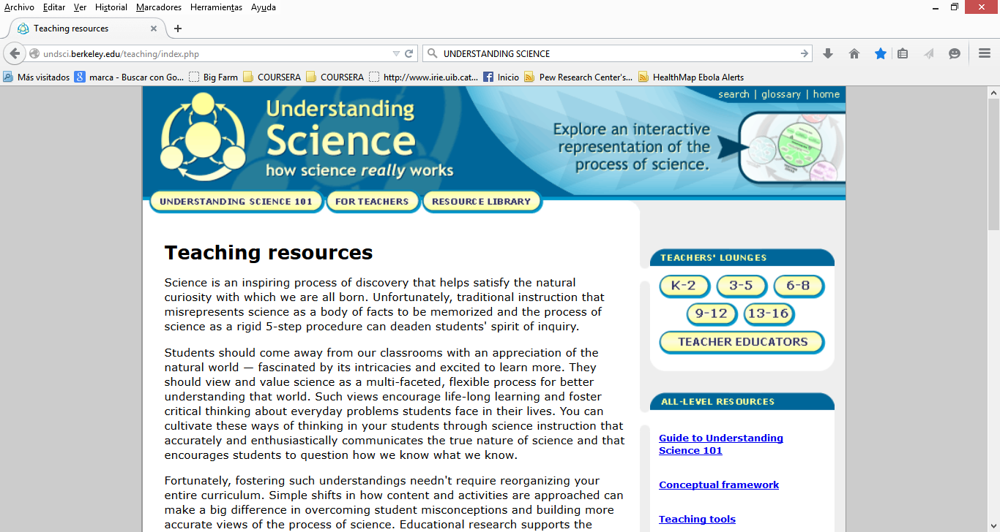 Archivo Editar Ver Historial Marcadores Herramientas Ayuda
Teaching resources
undsci.berkeley.edu/teaching/index.php
UNDERSTANDING SCIENCE
Más visitados
marca - Buscar con Go...
Big Farm
COURSERA
COURSERA
http://www.irie.uib.cat...
Inicio
Pew Research Center's...
HealthMap Ebola Alerts
search | glossary | home
Understanding
Science
how science really works
Explore an interactive
representation of the
process of science.
UNDERSTANDING SCIENCE 101
FOR TEACHERS
RESOURCE LIBRARY
Teaching resources
Science is an inspiring process of discovery that helps satisfy the natural
curiosity with which we are all born. Unfortunately, traditional instruction that
misrepresents science as a body of facts to be memorized and the process of
science as a rigid 5-step procedure can deaden students' spirit of inquiry.
Students should come away from our classrooms with an appreciation of the
natural world — fascinated by its intricacies and excited to learn more. They
should view and value science as a multi-faceted, flexible process for better
understanding that world. Such views encourage life-long learning and foster
critical thinking about everyday problems students face in their lives. You can
cultivate these ways of thinking in your students through science instruction that
accurately and enthusiastically communicates the true nature of science and that
encourages students to question how we know what we know.
Fortunately, fostering such understandings needn't require reorganizing your
entire curriculum. Simple shifts in how content and activities are approached can
make a big difference in overcoming student misconceptions and building more
accurate views of the process of science. Educational research supports the
TEACHERS' LOUNGES
K-2
3-5
6-8
9-12
13-16
TEACHER EDUCATORS
ALL-LEVEL RESOURCES
Guide to Understanding
Science 101
Conceptual framework
Teaching tools